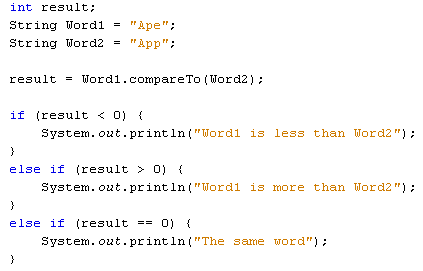 int result;
String Word1 = "Ape";
String Word2 = "App";
result = Word1.compareTo(Word2);
if (result < 0) {
System.out.println("Word1 is less than Word2");
}
else if (result > 0) {
System.out.println("Word1 is more than Word2");
}
else if (result == 0) {
System.out.println("The same word");
}